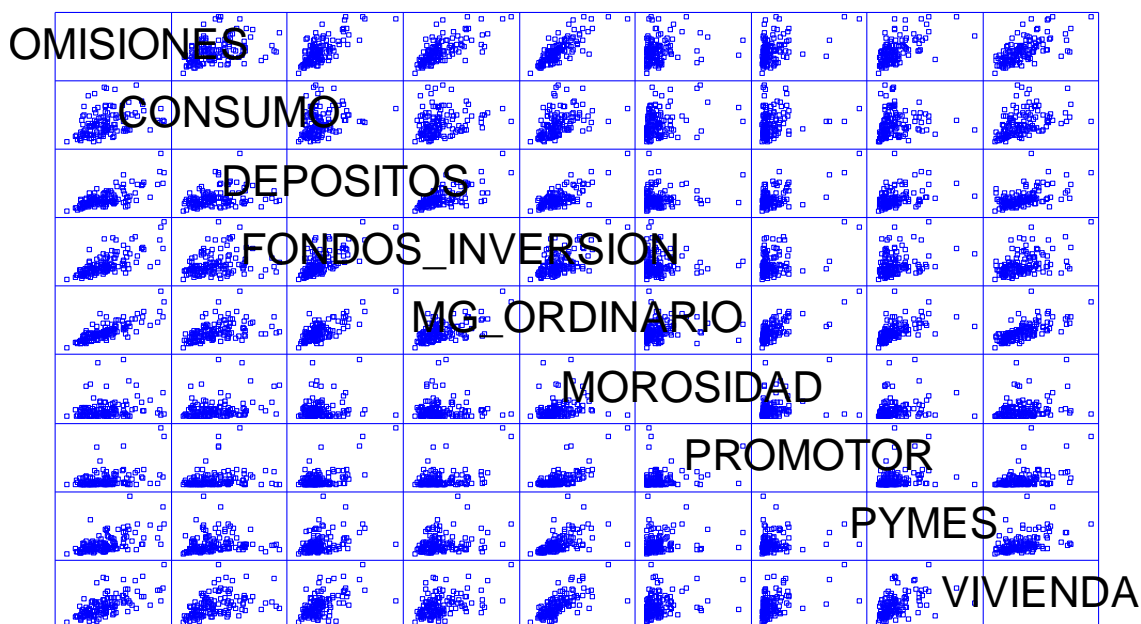 OMISIONES
CONSUMO
DEPOSITOS
FONDOS_INVERSION
MG_ORDINARIO
MOROSIDAD
PROMOTOR
PYMES
VIVIENDA